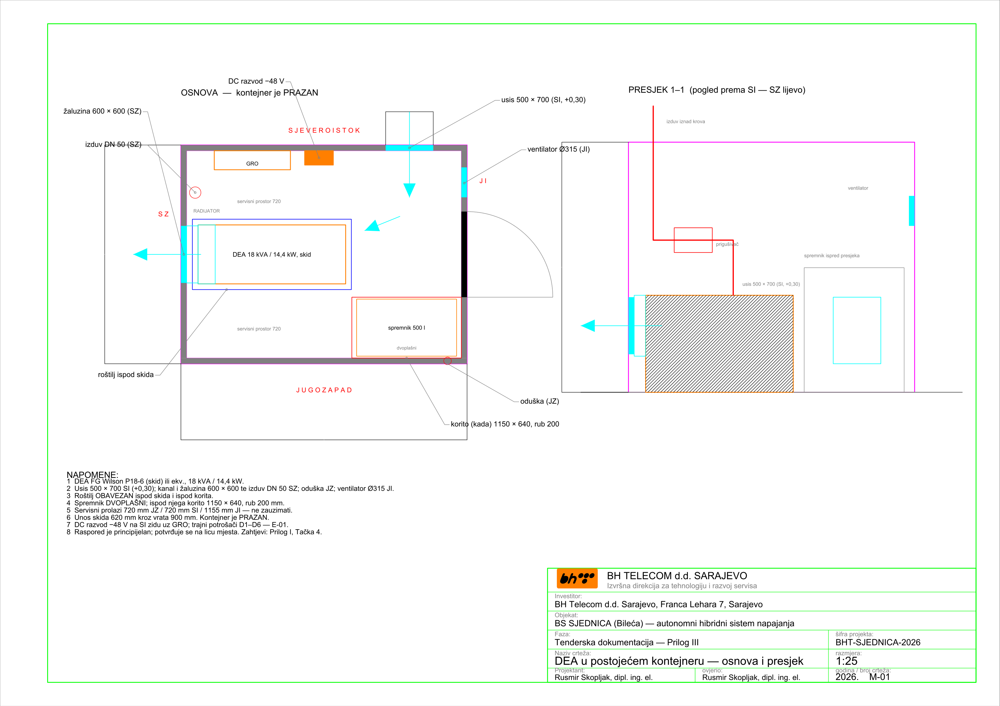 DC razvod −48 V
OSNOVA — kontejner je PRAZAN
PRESJEK 1–1 (pogled prema SI — SZ lijevo)
usis 500 × 700 (SI, +0,30)
žaluzina 600 × 600 (SZ)
izduv iznad krova
SJEVEROISTOK
izduv DN 50 (SZ)
ventilator Ø315 (JI)
GRO
JI
ventilator
servisni prostor 720
RADIJATOR
SZ
prigušivač
DEA 18 kVA / 14,4 kW, skid
spremnik ispred presjeka
usis 500 × 700 (SI, +0,30)
servisni prostor 720
spremnik 500 l
dvoplašni
roštilj ispod skida
JUGOZAPAD
oduška (JZ)
korito (kada) 1150 × 640, rub 200
NAPOMENE:
1 DEA FG Wilson P18-6 (skid) ili ekv., 18 kVA / 14,4 kW.
2 Usis 500 × 700 SI (+0,30); kanal i žaluzina 600 × 600 te izduv DN 50 SZ; oduška JZ; ventilator Ø315 JI.
3 Roštilj OBAVEZAN ispod skida i ispod korita.
4 Spremnik DVOPLAŠNI; ispod njega korito 1150 × 640, rub 200 mm.
5 Servisni prolazi 720 mm JZ / 720 mm SI / 1155 mm JI — ne zauzimati.
6 Unos skida 620 mm kroz vrata 900 mm. Kontejner je PRAZAN.
7 DC razvod −48 V na SI zidu uz GRO; trajni potrošači D1–D6 — E-01.
8 Raspored je principijelan; potvrđuje se na licu mjesta. Zahtjevi: Prilog I, Tačka 4.
bh
BH TELECOM d.d. SARAJEVO
Izvršna direkcija za tehnologiju i razvoj servisa
Investitor:
BH Telecom d.d. Sarajevo, Franca Lehara 7, Sarajevo
Objekat:
BS SJEDNICA (Bileća) — autonomni hibridni sistem napajanja
Faza:
Tenderska dokumentacija — Prilog III
šifra projekta:
BHT-SJEDNICA-2026
Naziv crteža:
DEA u postojećem kontejneru — osnova i presjek
razmjera:
1:25
Projektant:
Rusmir Skopljak, dipl. ing. el.
ovjerio:
Rusmir Skopljak, dipl. ing. el.
godina / broj crteža:
2026. M-01